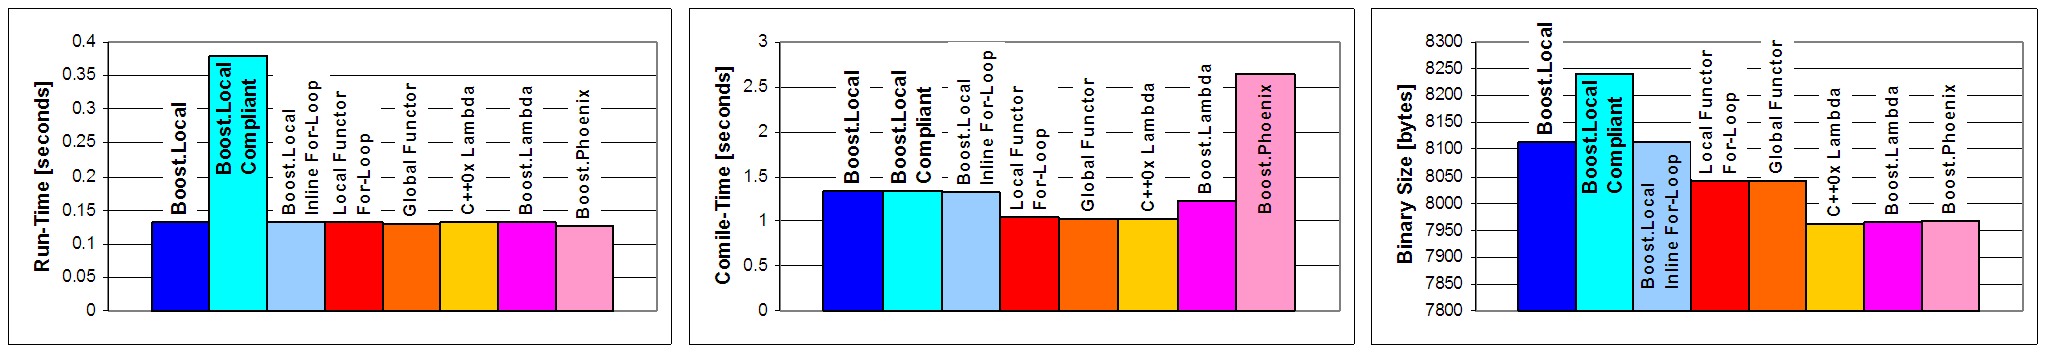 Run-Time [seconds]
0.4
0.35
0.3
0.25
0.2
0.15
0.1
0.05
0
Boost.Local
Boost.Local
Compliant
Boost.Local
Inline For-Loop
Local Functor
For-Loop
Global Functor
C++0x Lambda
Boost.Lambda
Boost.Phoenix
Comile-Time [seconds]
3
2.5
2
1.5
1
0.5
0
Boost.Local
Boost.Local
Compliant
Boost.Local
Inline For-Loop
Local Functor
For-Loop
Global Functor
C++0x Lambda
Boost.Lambda
Boost.Phoenix
Binary Size [bytes]
8300
8250
8200
8150
8100
8050
8000
7950
7900
7850
7800
Boost.Local
Boost.Local
Compliant
Boost.Local
Inline For-Loop
Local Functor
For-Loop
Global Functor
C++0x Lambda
Boost.Lambda
Boost.Phoenix